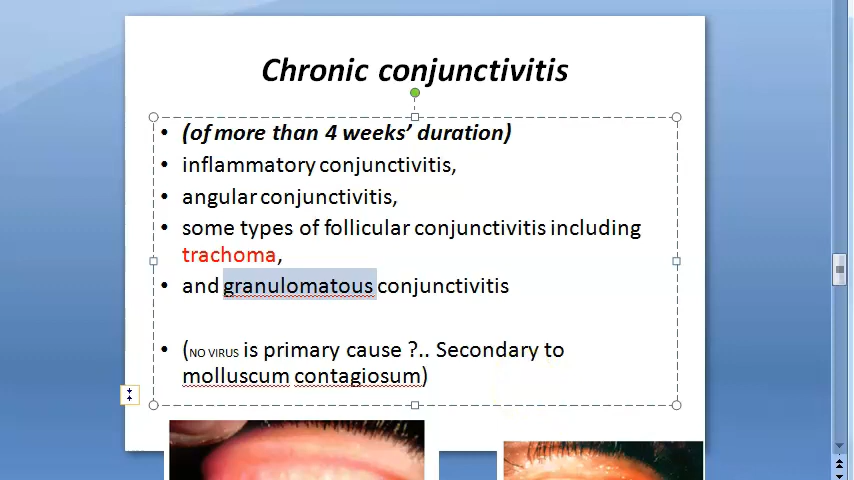 Chronic conjunctivitis
• (of more than 4 weeks’ duration)
• inflammatory conjunctivitis,
• angular conjunctivitis,
• some types of follicular conjunctivitis including
trachoma,
• and granulomatous conjunctivitis
• (NO VIRUS is primary cause ?.. Secondary to
molluscum contagiosum)